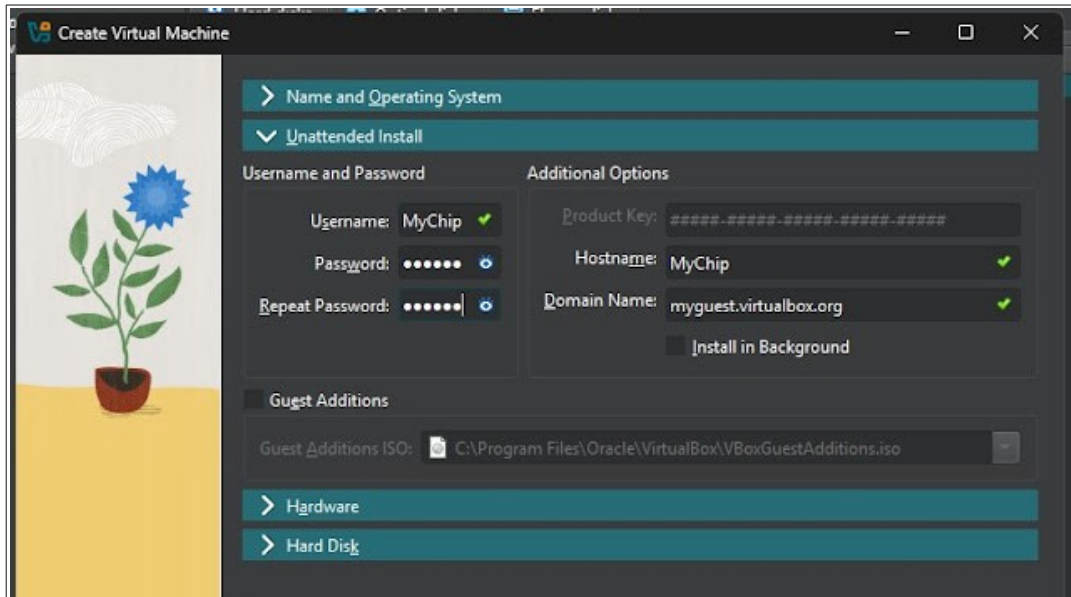 Create Virtual Machine
Name and Operating System
Unattended Install
Username and Password
Additional Options
Username: MyChip
Product Key: #####-#####-#####-#####-#####
Password: ••••••
Hostname: MyChip
Repeat Password: ••••••
Domain Name: myguest.virtualbox.org
Install in Background
Guest Additions
Guest Additions ISO: C:\Program Files\Oracle\VirtualBox\VBoxGuestAdditions.iso
Hardware
Hard Disk